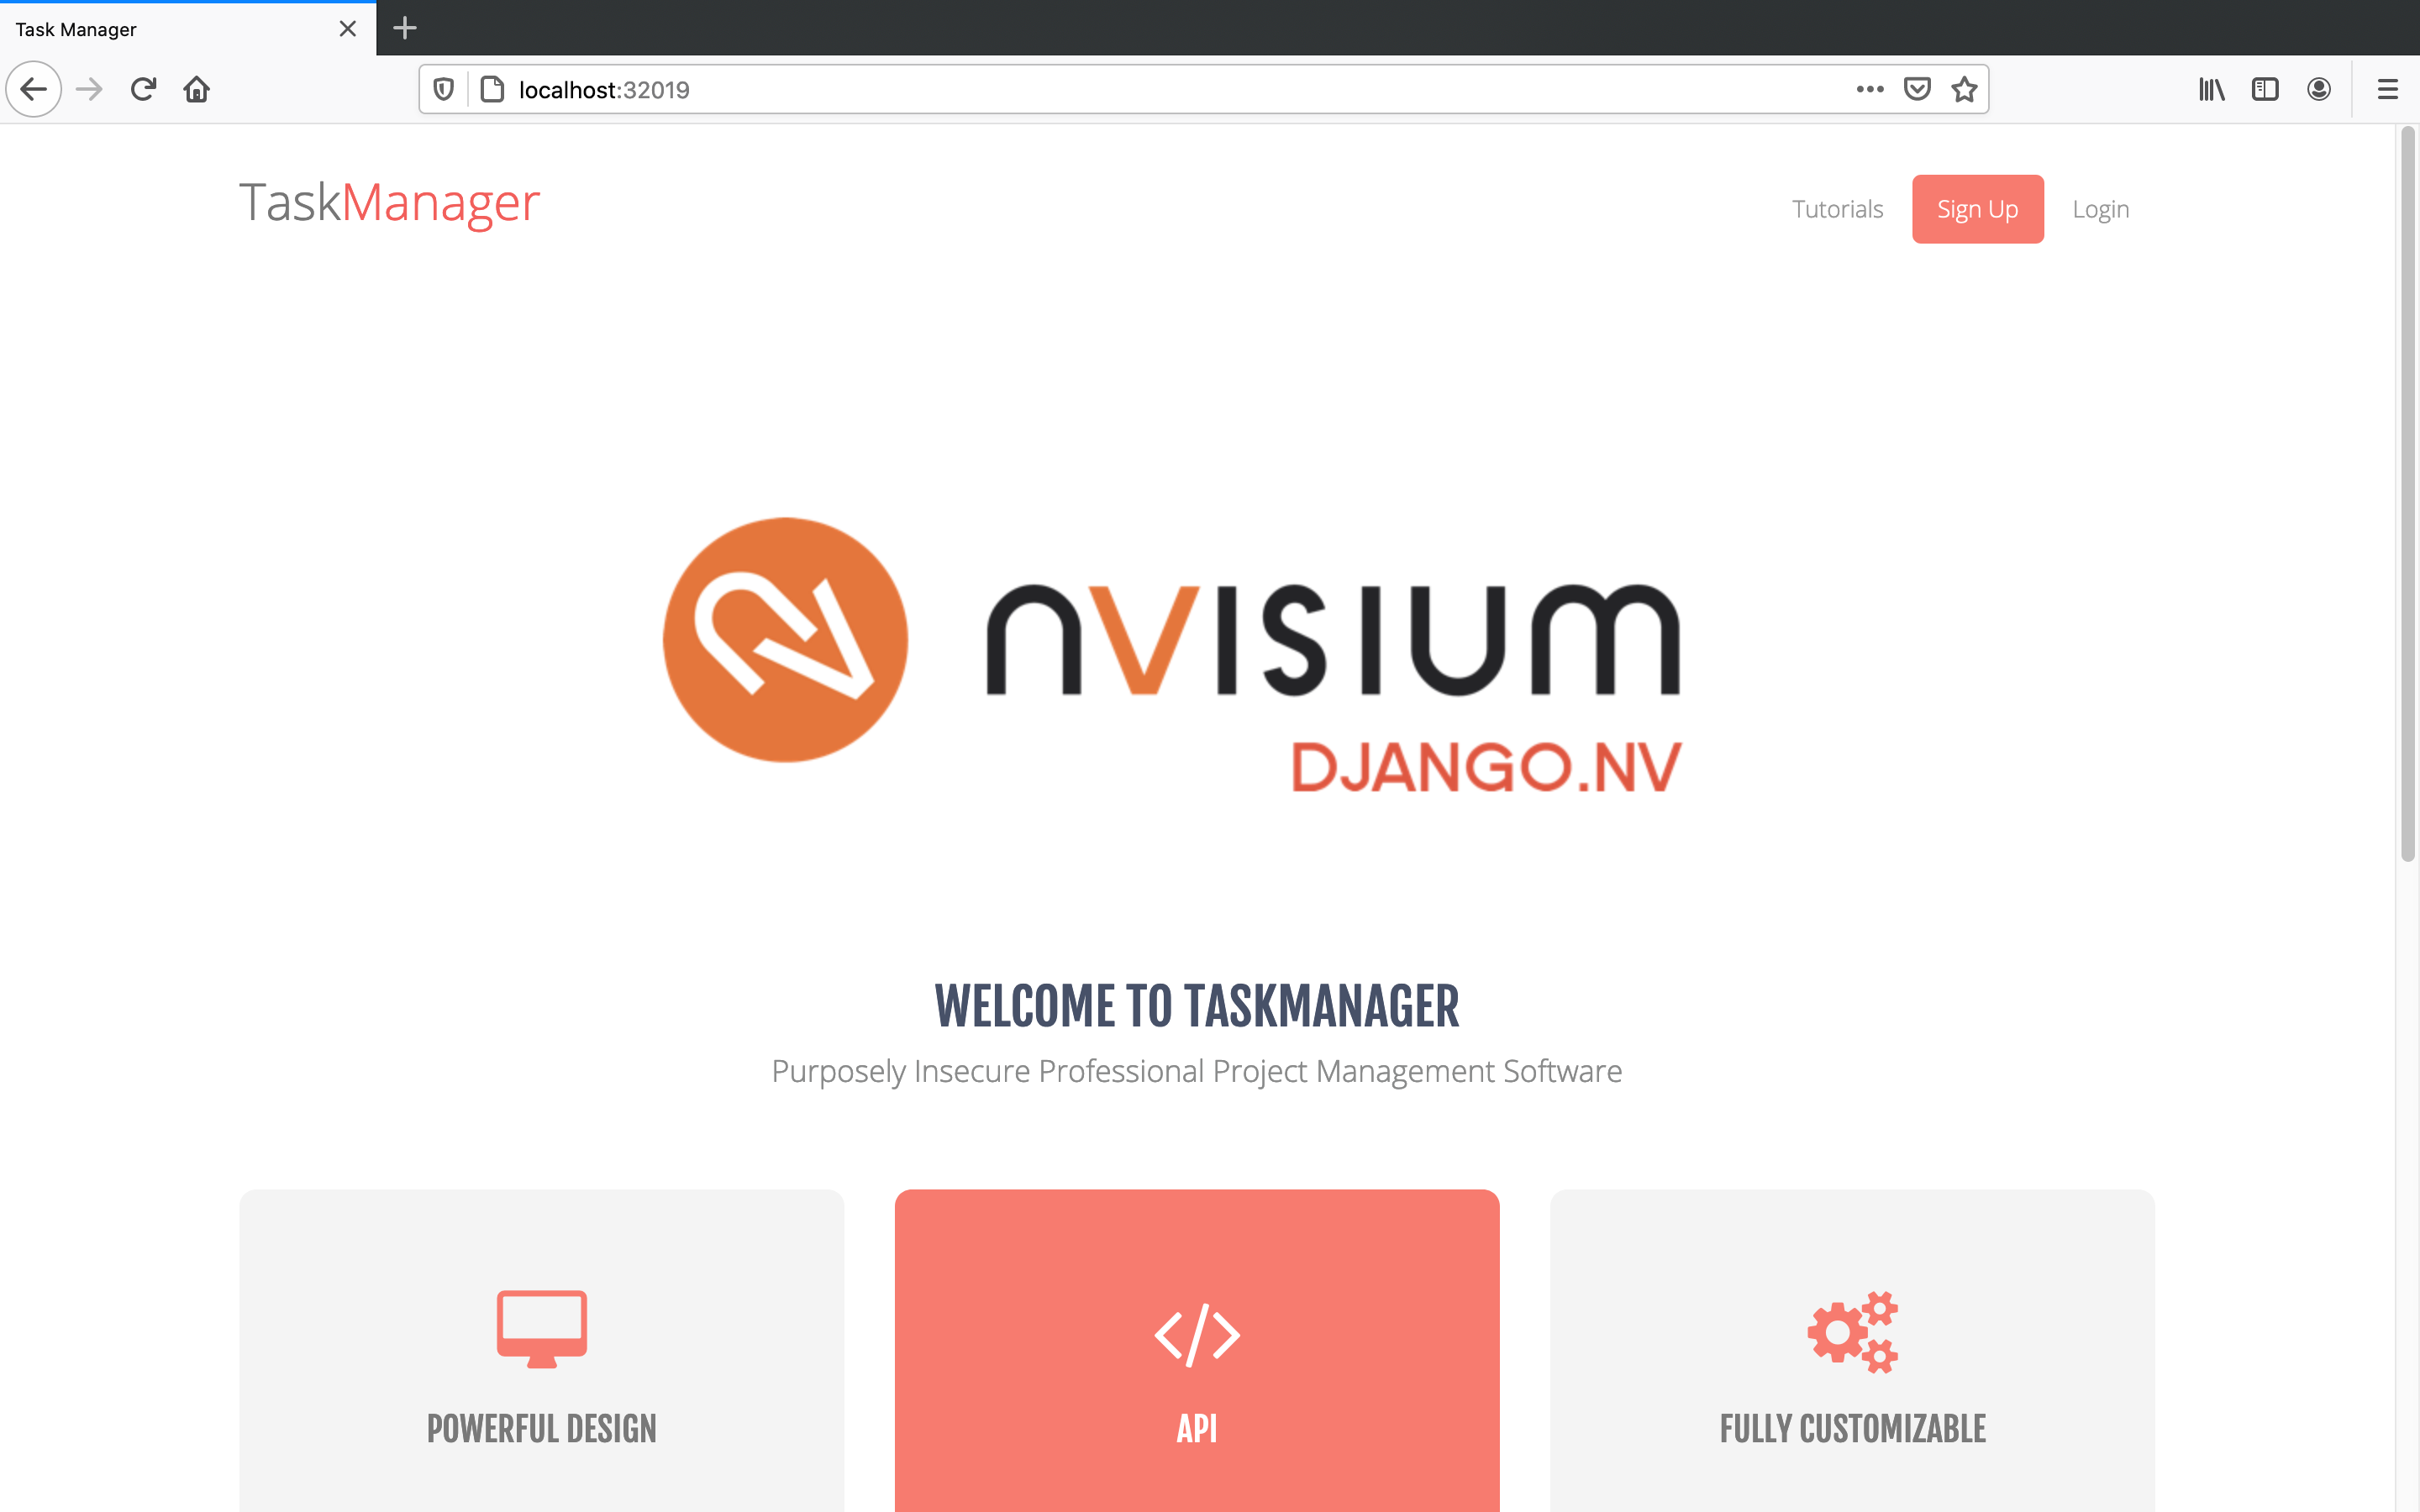 Task Manager
localhost:32019
TaskManager
Tutorials
Sign Up
Login
nVISIUM
DJANGO.NV
WELCOME TO TASKMANAGER
Purposely Insecure Professional Project Management Software
POWERFUL DESIGN
API
FULLY CUSTOMIZABLE